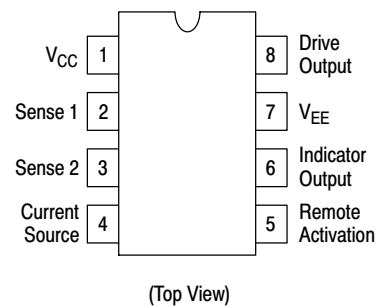 VCC 1
Sense 1 2
Sense 2 3
Current
Source 4
8 Drive
Output
7 VEE
6 Indicator
Output
5 Remote
Activation
(Top View)